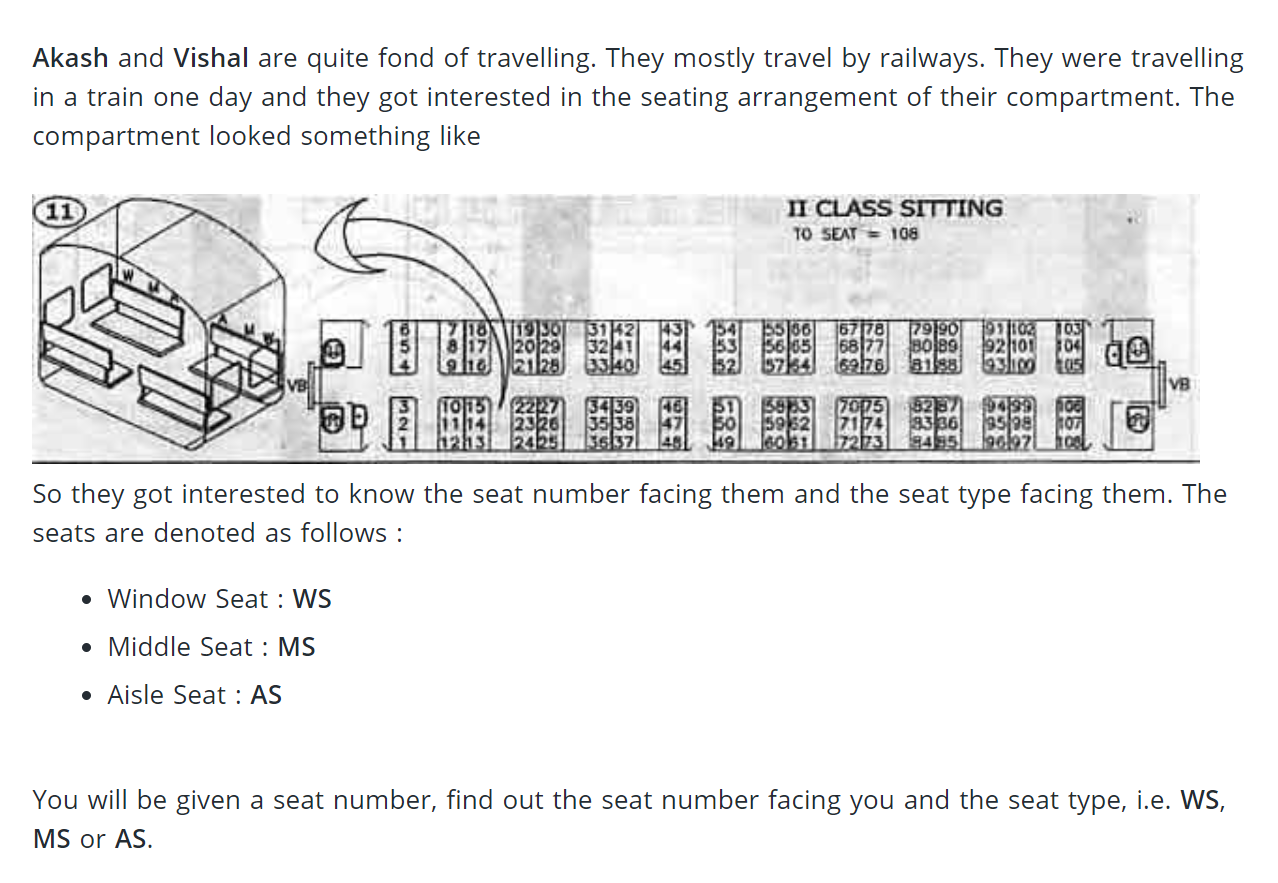 Akash and Vishal are quite fond of travelling. They mostly travel by railways. They were travelling
in a train one day and they got interested in the seating arrangement of their compartment. The
compartment looked something like
11
II CLASS SITTING
TO SEAT = 108
W M A
A M W
6 7 18 19 30 31 42 43 54 55 66 67 78 79 90 91 102 103
5 8 17 20 29 32 41 44 53 56 65 68 77 80 89 92 101 104
4 9 16 21 28 33 40 45 52 57 64 69 76 81 88 93 100 105
VB VB
3 10 15 22 27 34 39 46 51 58 63 70 75 82 87 94 99 106
2 11 14 23 26 35 38 47 50 59 62 71 74 83 86 95 98 107
1 12 13 24 25 36 37 48 49 60 61 72 73 84 85 96 97 108
So they got interested to know the seat number facing them and the seat type facing them. The
seats are denoted as follows :
• Window Seat : WS
• Middle Seat : MS
• Aisle Seat : AS
You will be given a seat number, find out the seat number facing you and the seat type, i.e. WS,
MS or AS.